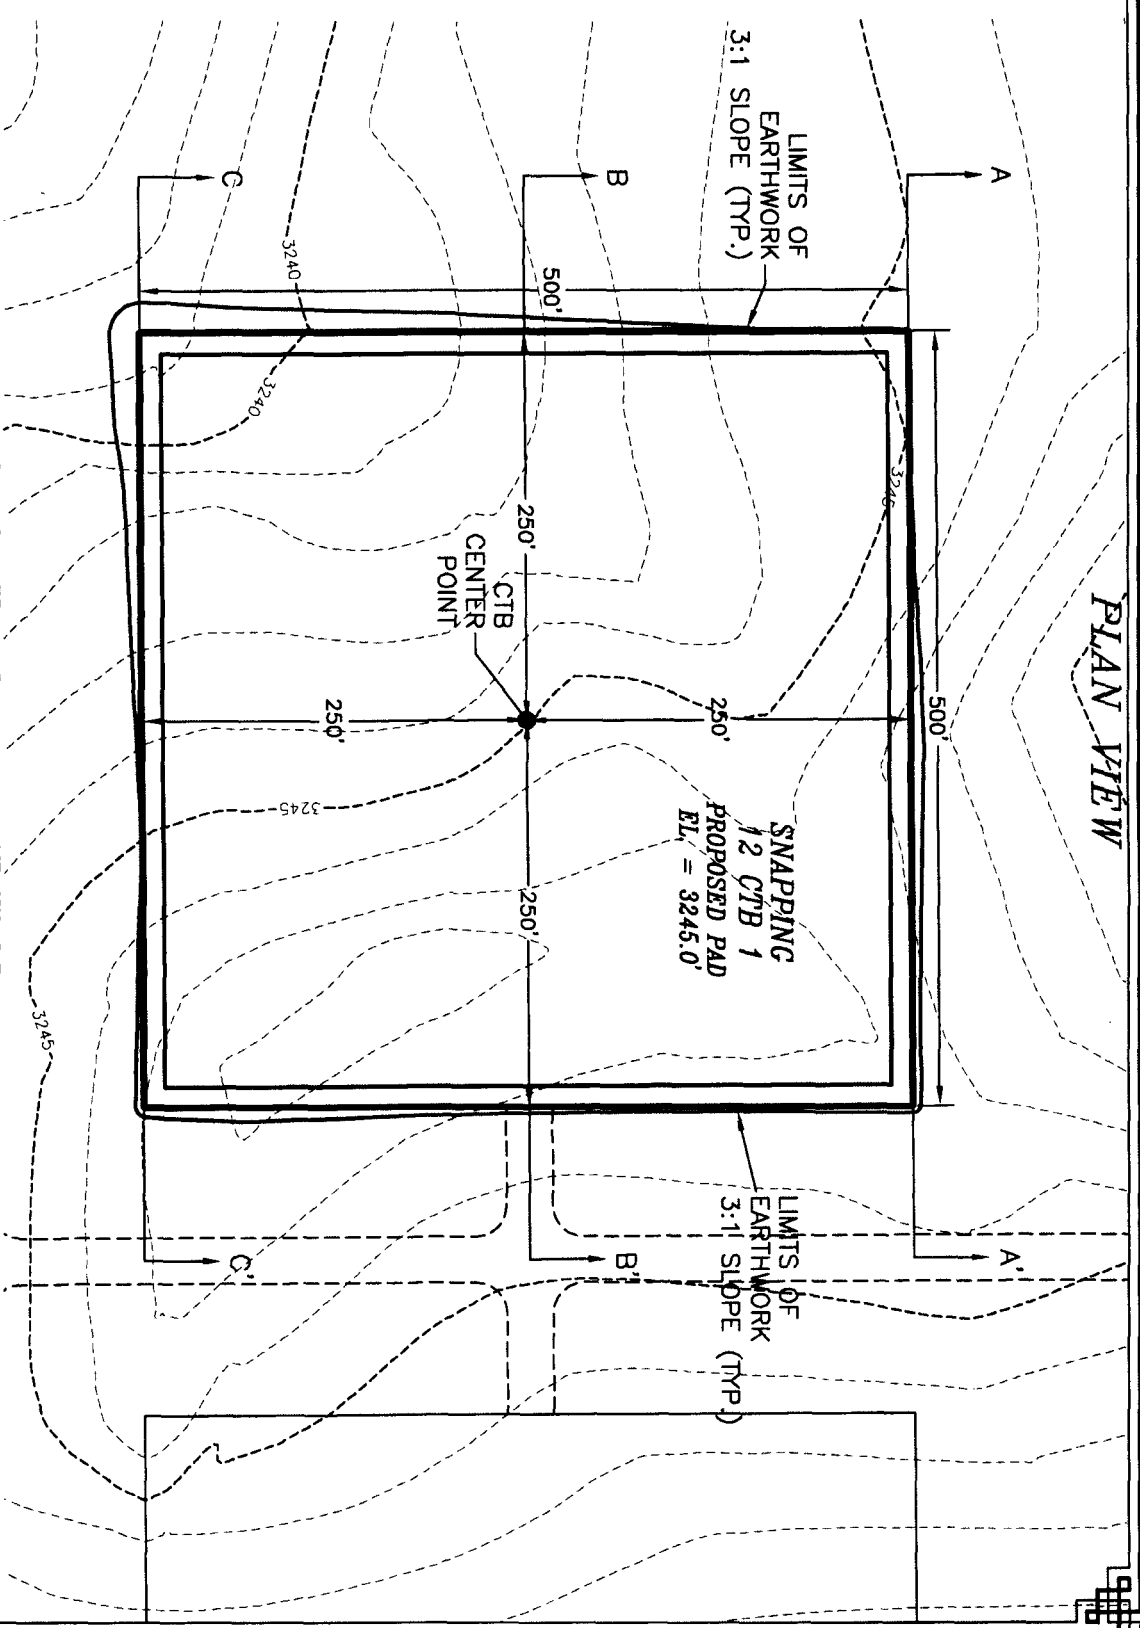 PLAN VIEW
A
A'
LIMITS OF
EARTHWORK
3:1 SLOPE (TYP.)
500'
3245
B
B'
500'
250'
250'
250'
250'
SNAPPING
12 CTB 1
PROPOSED PAD
EL. = 3245.0'
CTB
CENTER
POINT
LIMITS OF
EARTHWORK
3:1 SLOPE (TYP.)
3240
3240
3245
C
C'
3245